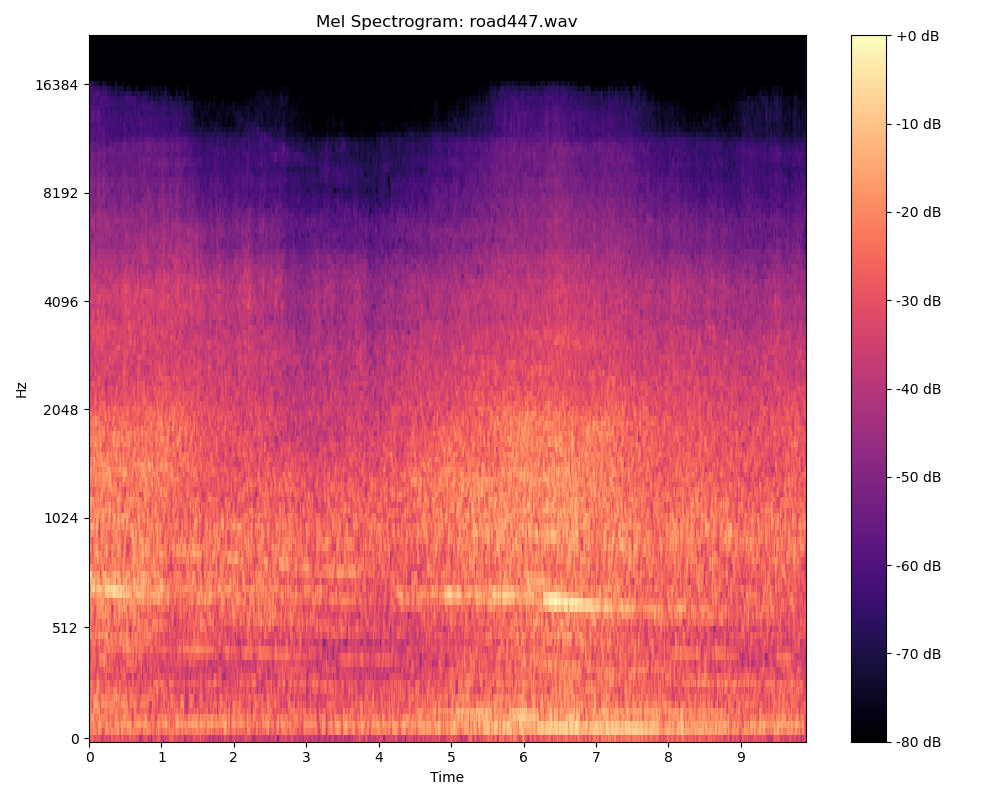 Mel Spectrogram: road447.wav
+0 dB
16384
-10 dB
8192
-20 dB
4096
-30 dB
Hz
2048
-40 dB
1024
-50 dB
-60 dB
512
-70 dB
0
-80 dB
0 1 2 3 4 5 6 7 8 9
Time